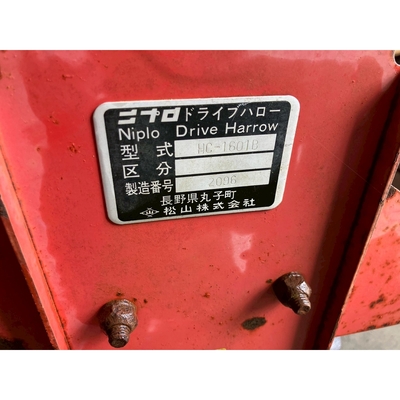 ニプロ ドライブハロー
Niplo Drive Harrow
型式 HC-1601B
区分
製造番号 2096
長野県丸子町
松山株式会社